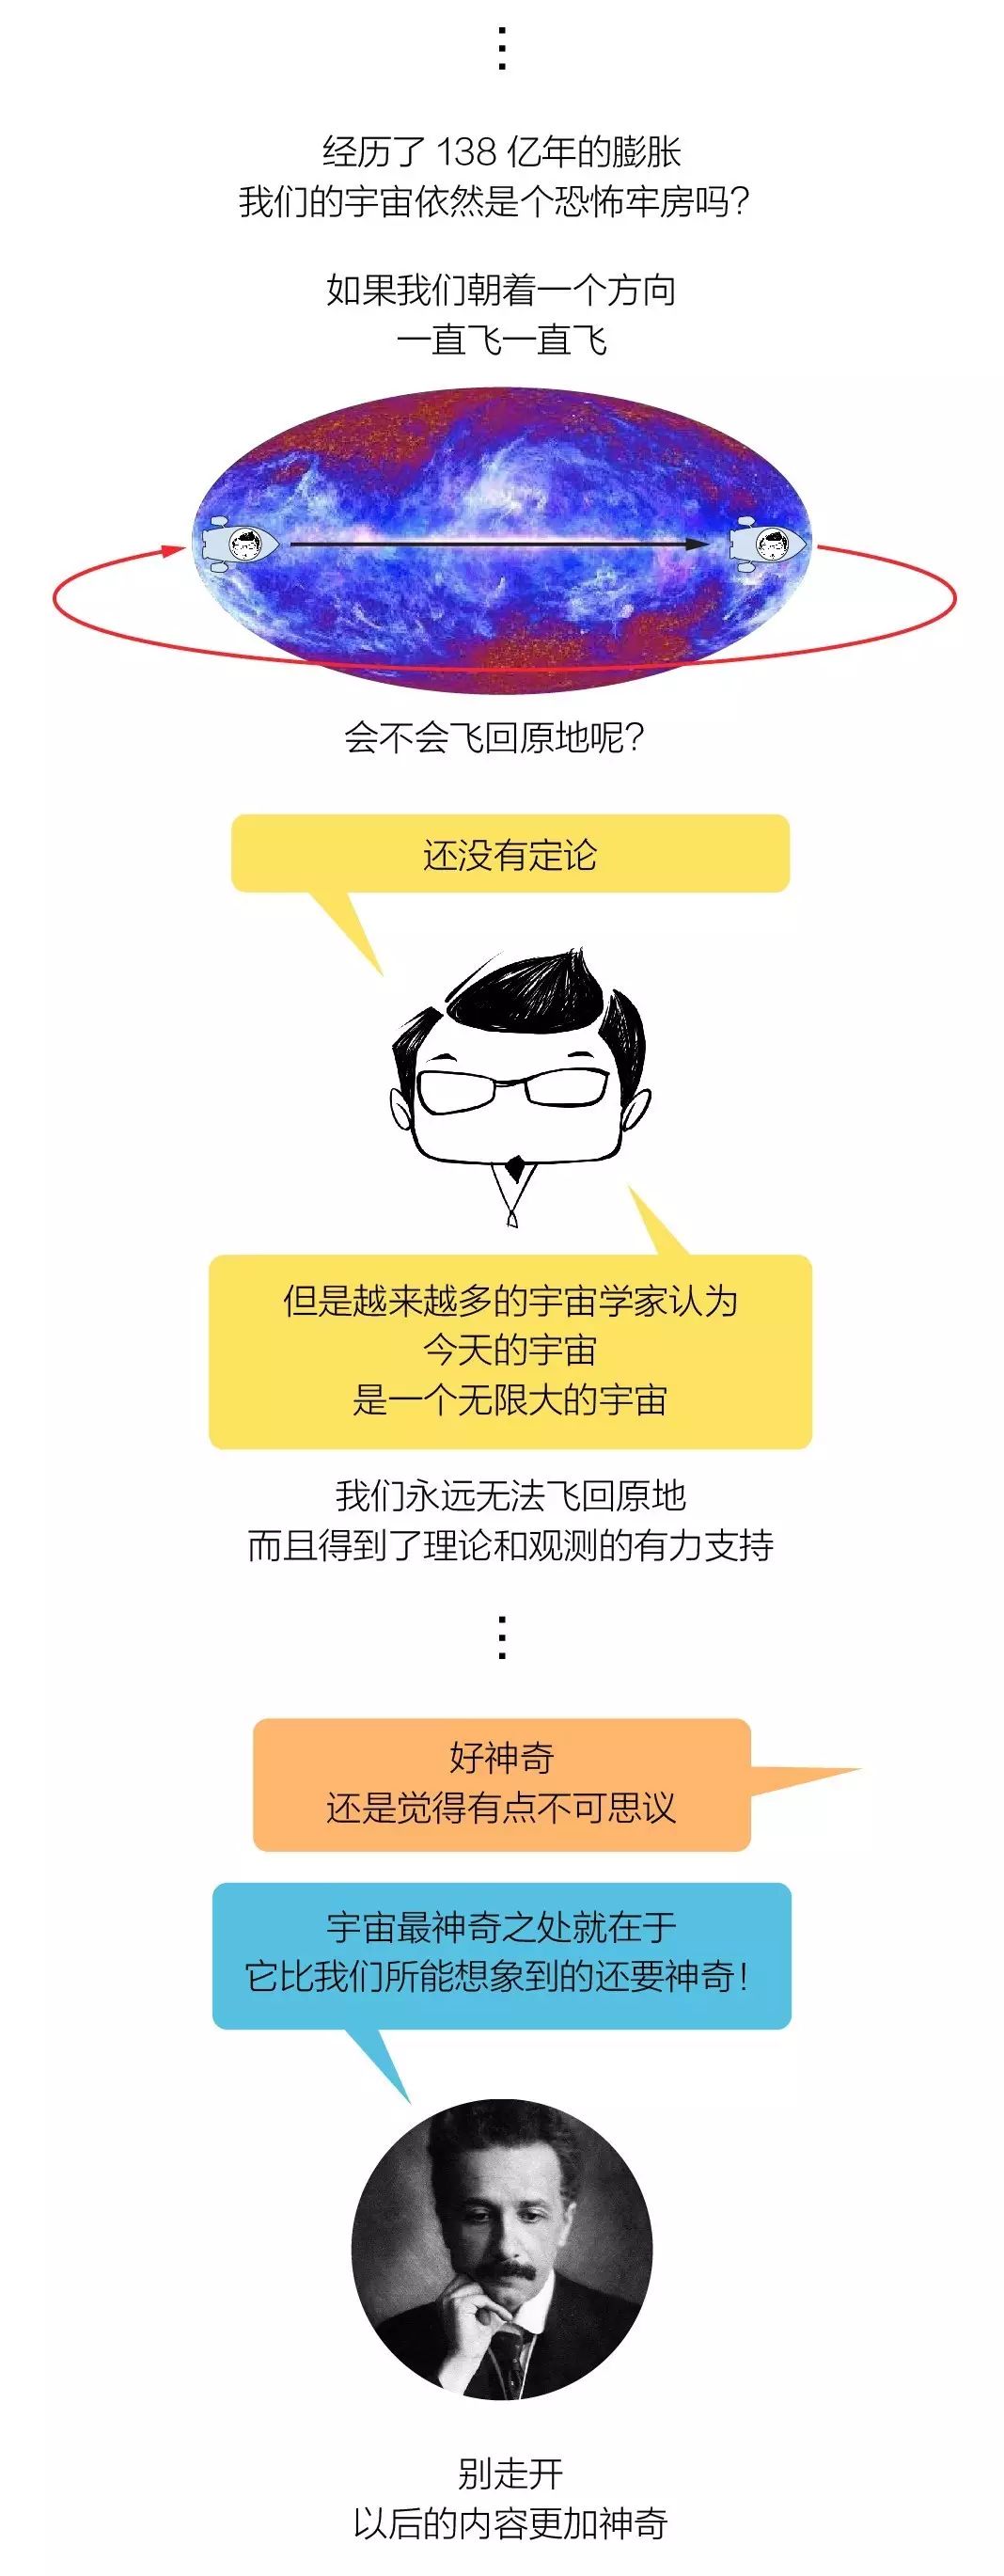 经历了 138 亿年的膨胀
我们的宇宙依然是个恐怖牢房吗？
如果我们朝着一个方向
一直飞一直飞
会不会飞回原地呢？
还没有定论
但是越来越多的宇宙学家认为
今天的宇宙
是一个无限大的宇宙
我们永远无法飞回原地
而且得到了理论和观测的有力支持
好神奇
还是觉得有点不可思议
宇宙最神奇之处就在于
它比我们所能想象到的还要神奇！
别走开
以后的内容更加神奇